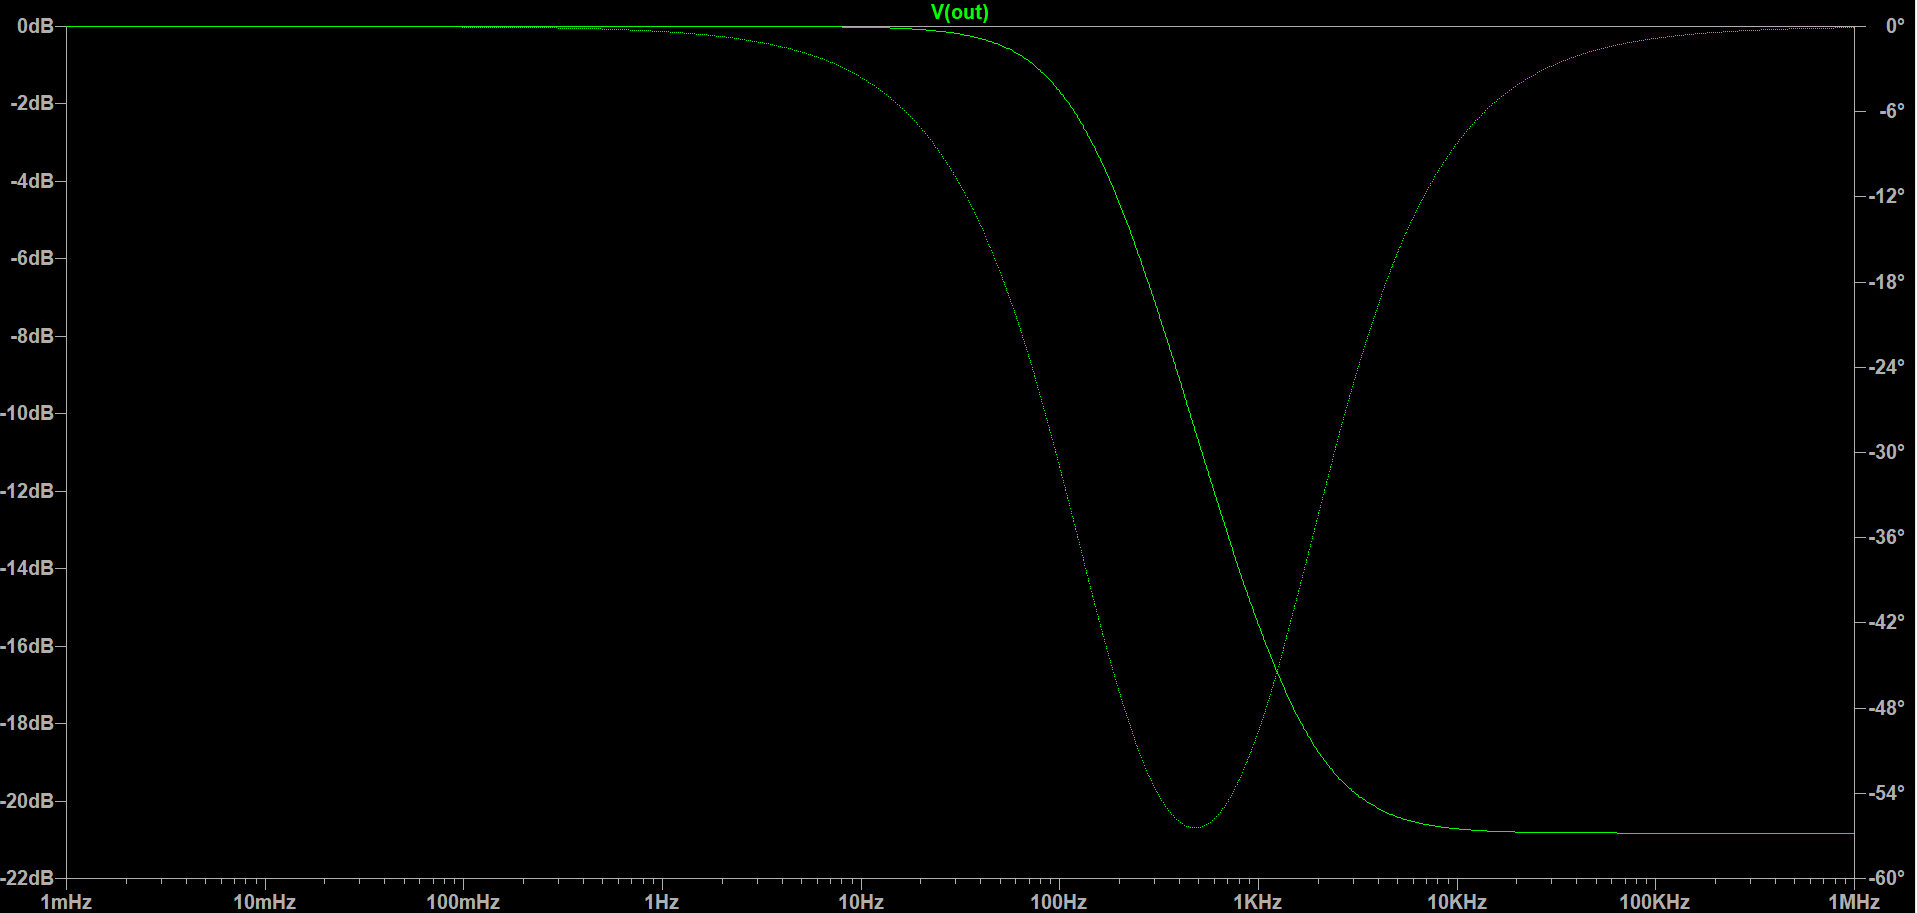 V(out)
0dB
-2dB
-4dB
-6dB
-8dB
-10dB
-12dB
-14dB
-16dB
-18dB
-20dB
-22dB
0°
-6°
-12°
-18°
-24°
-30°
-36°
-42°
-48°
-54°
-60°
1mHz 10mHz 100mHz 1Hz 10Hz 100Hz 1KHz 10KHz 100KHz 1MHz